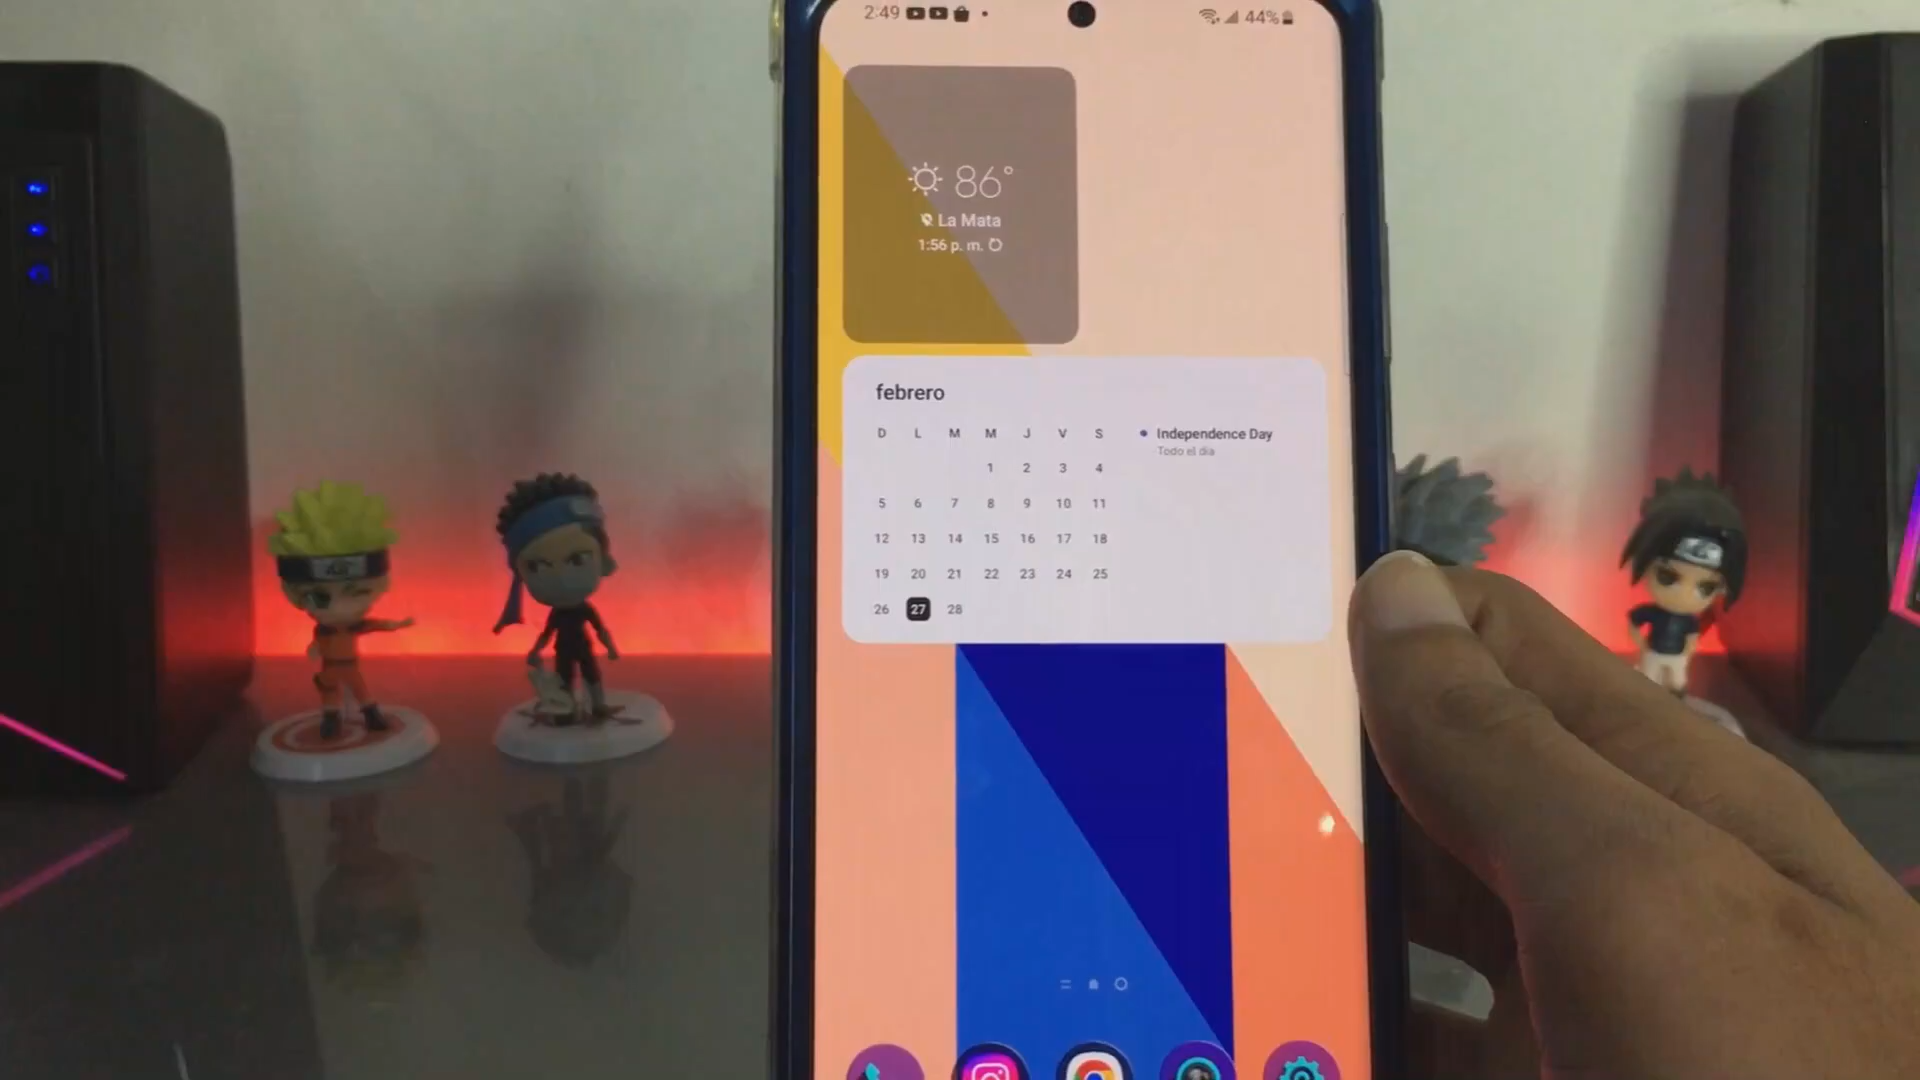 2:49
44%
86°
La Mata
1:56 p. m.
febrero
D L M M J V S
1 2 3 4
5 6 7 8 9 10 11
12 13 14 15 16 17 18
19 20 21 22 23 24 25
26 27 28
Independence Day
Todo el día